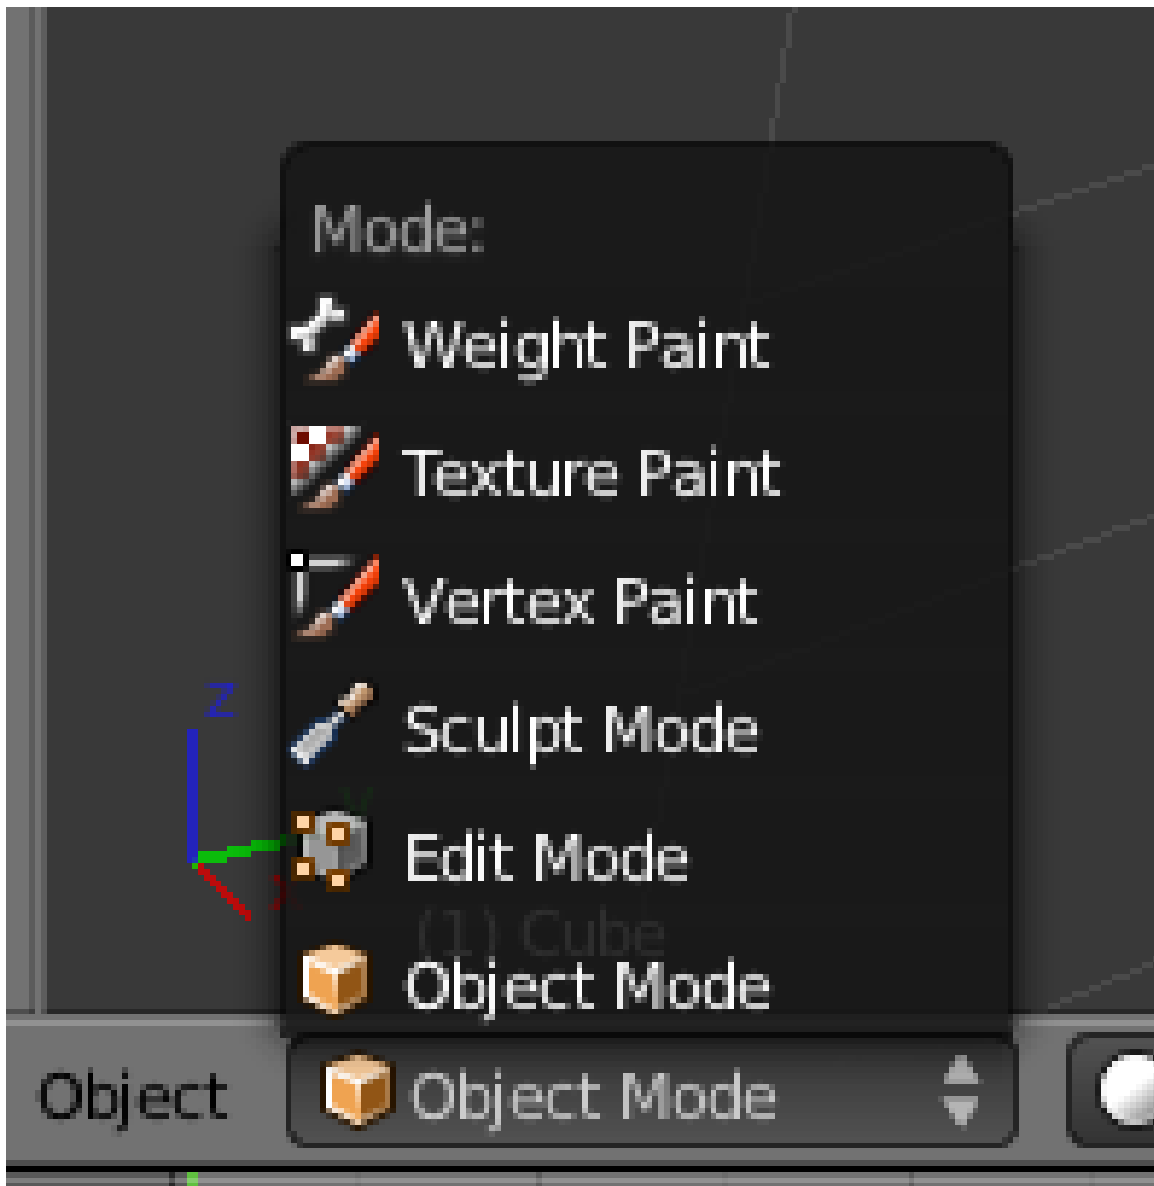 Mode:
Weight Paint
Texture Paint
Vertex Paint
Sculpt Mode
Z
Y
Edit Mode
X
(1) Cube
Object Mode
Object
Object Mode